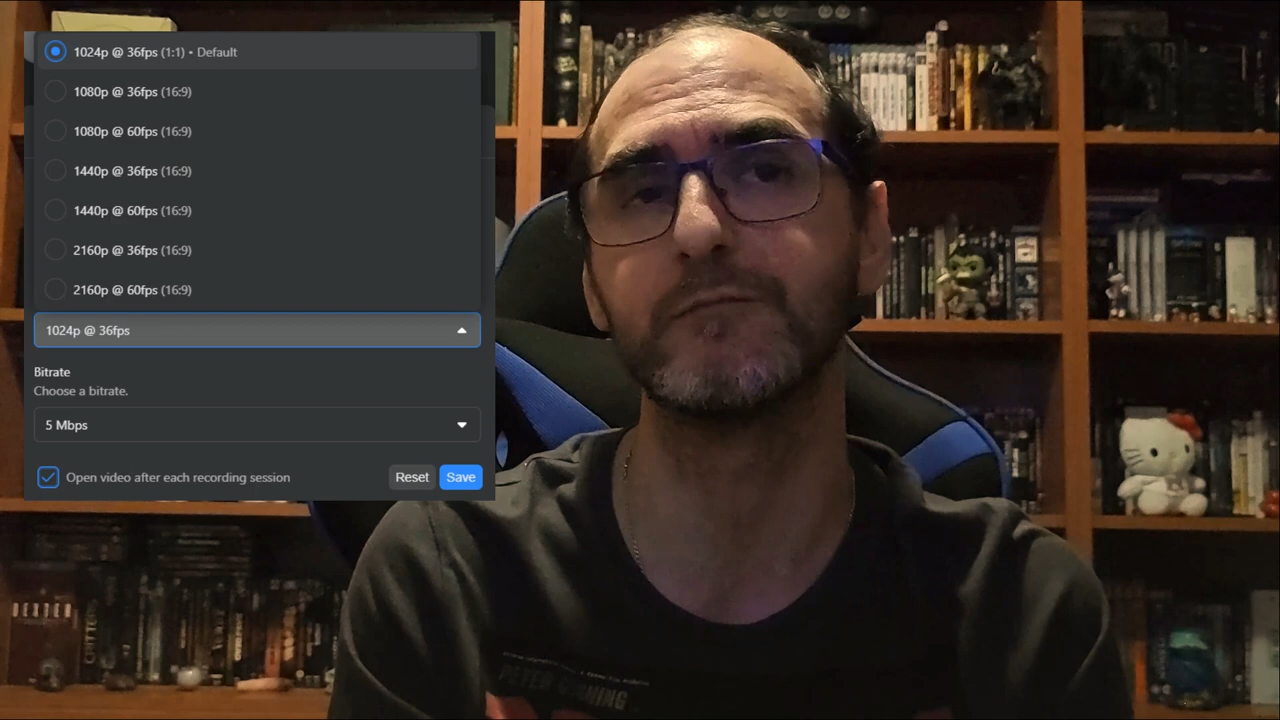 1024p @ 36fps (1:1) • Default
1080p @ 36fps (16:9)
1080p @ 60fps (16:9)
1440p @ 36fps (16:9)
1440p @ 60fps (16:9)
2160p @ 36fps (16:9)
2160p @ 60fps (16:9)
1024p @ 36fps
Bitrate
Choose a bitrate.
5 Mbps
Open video after each recording session
Reset
Save